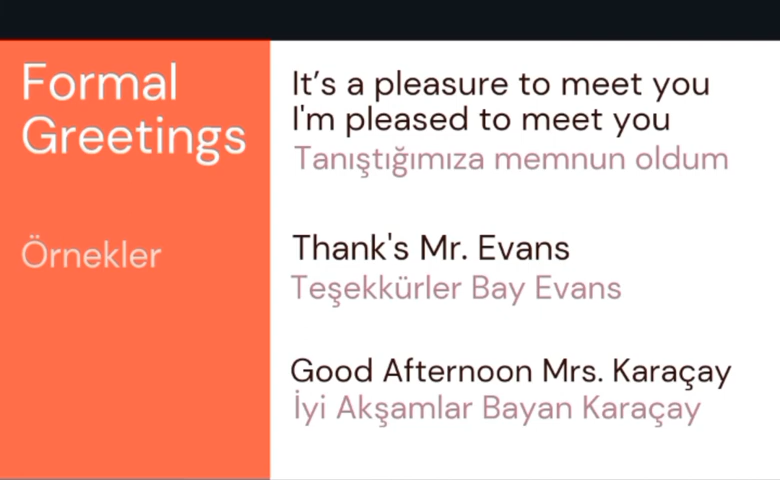 Formal
Greetings
Örnekler
It’s a pleasure to meet you
I'm pleased to meet you
Tanıştığımıza memnun oldum
Thank's Mr. Evans
Teşekkürler Bay Evans
Good Afternoon Mrs. Karaçay
İyi Akşamlar Bayan Karaçay